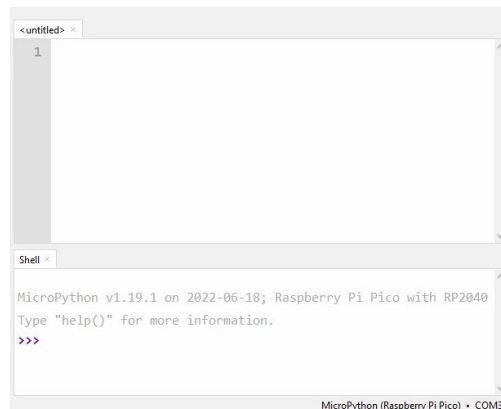 <untitled> ×
1
Shell ×
MicroPython v1.19.1 on 2022-06-18; Raspberry Pi Pico with RP2040
Type "help()" for more information.
>>>
MicroPython (Raspberry Pi Pico) • COM3